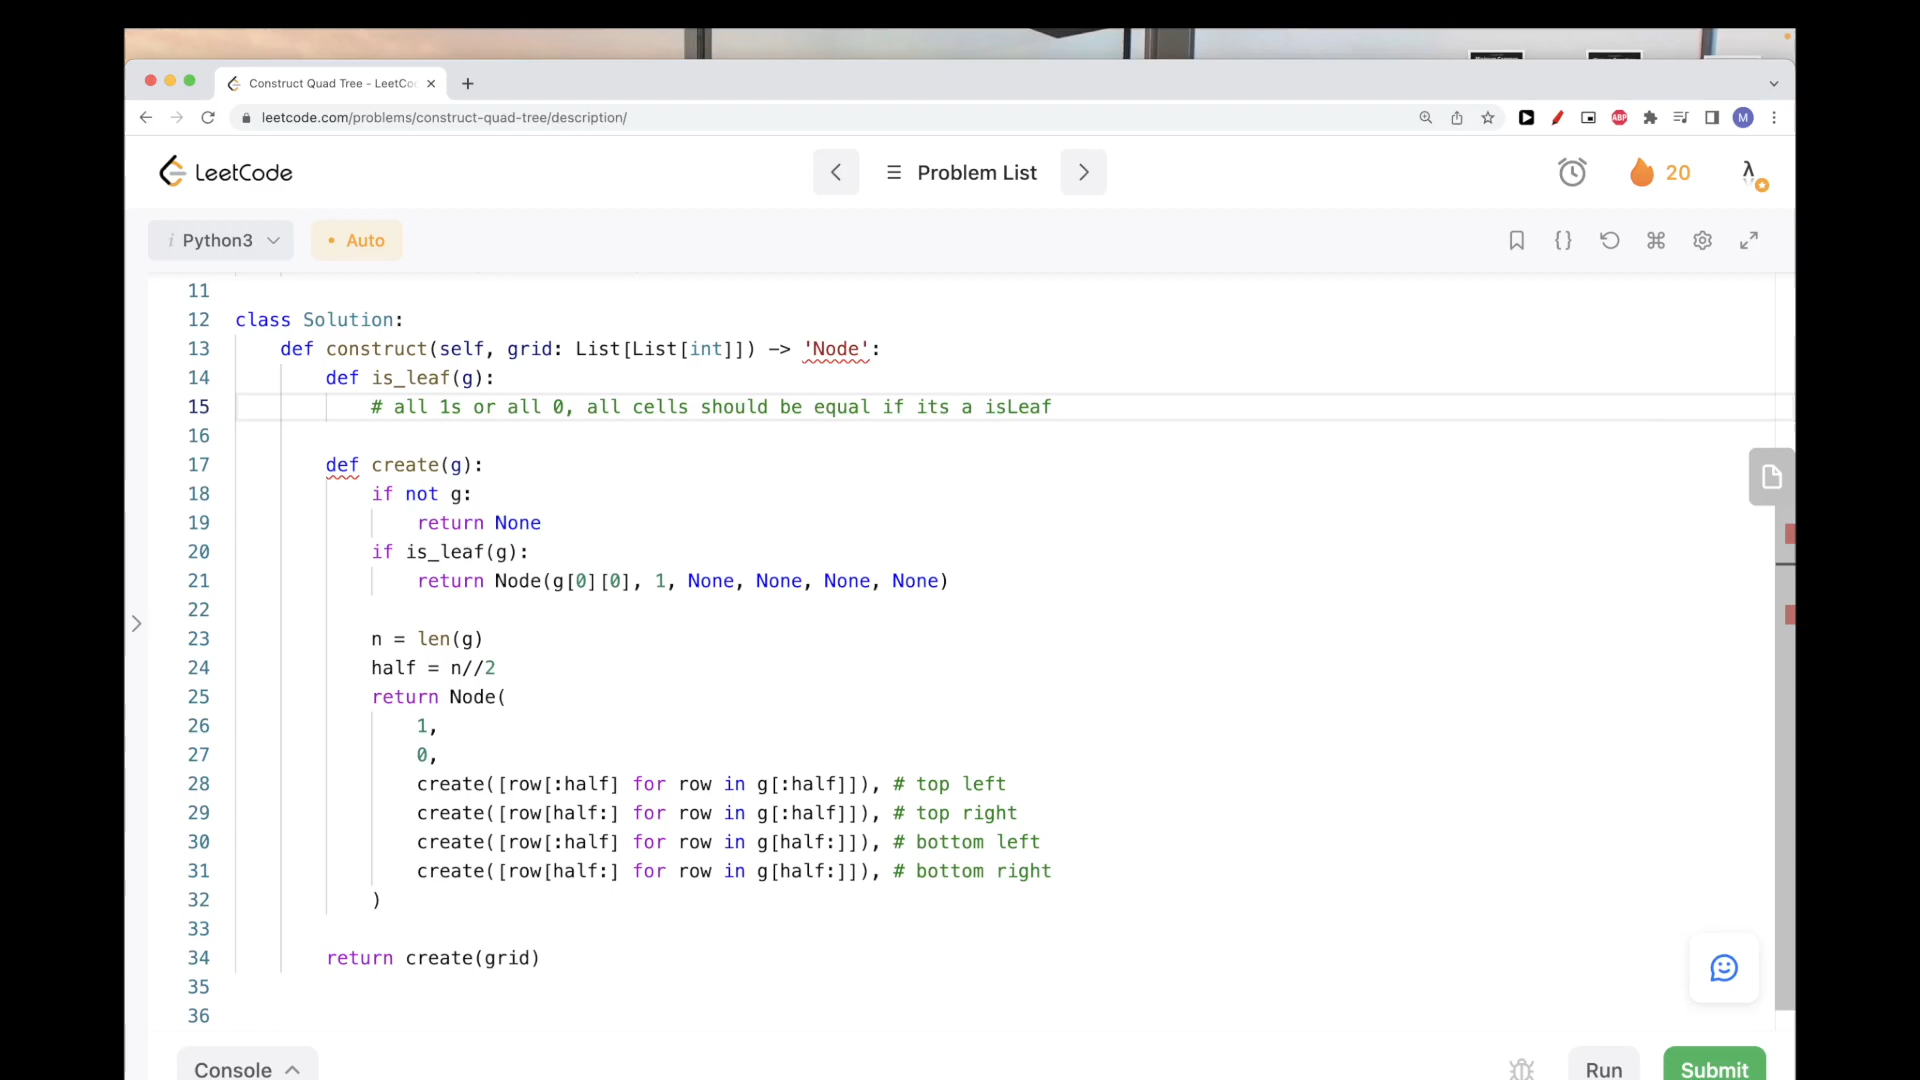 Construct Quad Tree - LeetCo
leetcode.com/problems/construct-quad-tree/description/
ABP
M
LeetCode
Problem List
20
i Python3
• Auto
11
12 class Solution:
13 def construct(self, grid: List[List[int]]) -> 'Node':
14 def is_leaf(g):
15 # all 1s or all 0, all cells should be equal if its a isLeaf
16
17 def create(g):
18 if not g:
19 return None
20 if is_leaf(g):
21 return Node(g[0][0], 1, None, None, None, None)
22
23 n = len(g)
24 half = n//2
25 return Node(
26 1,
27 0,
28 create([row[:half] for row in g[:half]]), # top left
29 create([row[half:] for row in g[:half]]), # top right
30 create([row[:half] for row in g[half:]]), # bottom left
31 create([row[half:] for row in g[half:]]), # bottom right
32 )
33
34 return create(grid)
35
36
Console
Run
Submit